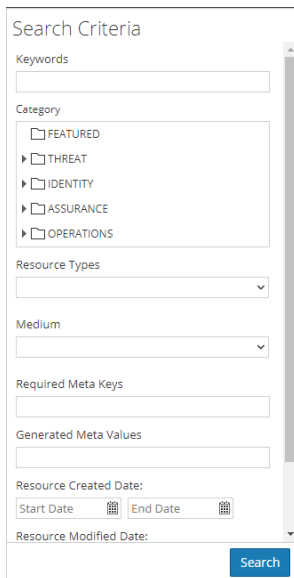 Search Criteria
Keywords
Category
FEATURED
THREAT
IDENTITY
ASSURANCE
OPERATIONS
Resource Types
Medium
Required Meta Keys
Generated Meta Values
Resource Created Date:
Start Date End Date
Resource Modified Date:
Search